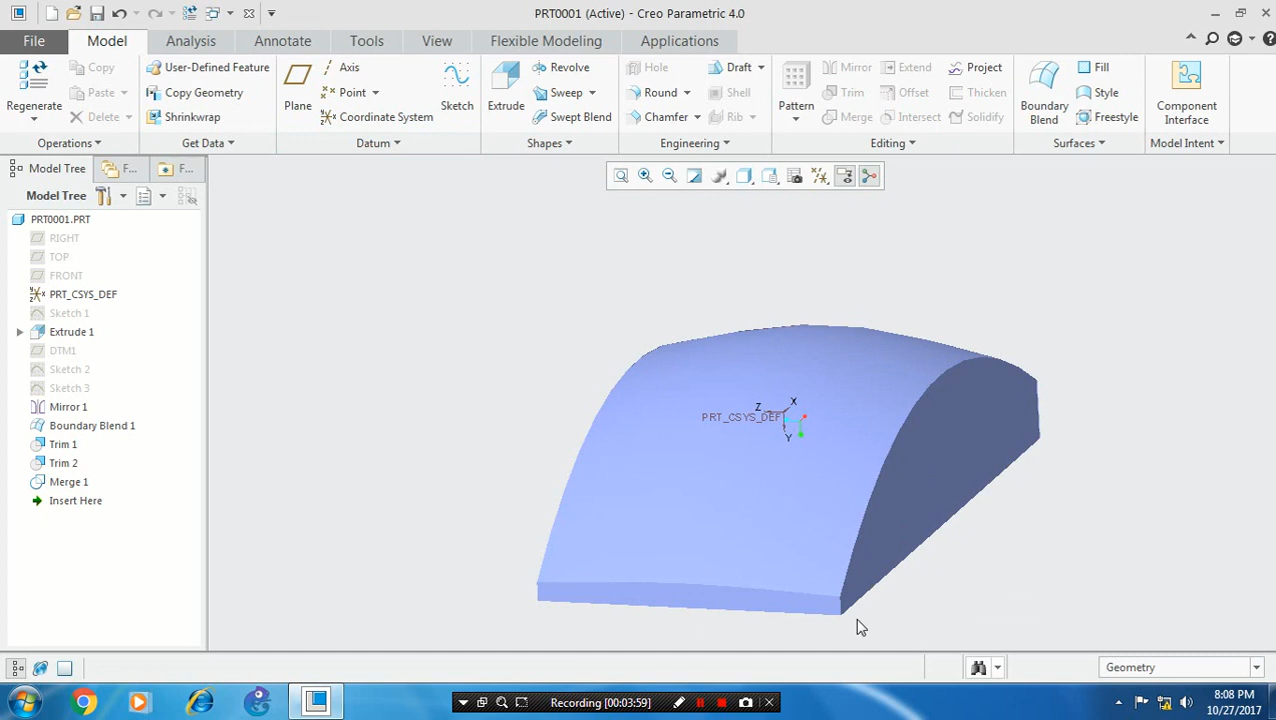 PRT0001 (Active) - Creo Parametric 4.0
File Model Analysis Annotate Tools View Flexible Modeling Applications
Regenerate
Copy
Paste
Delete
Operations
User-Defined Feature
Copy Geometry
Shrinkwrap
Get Data
Plane
Axis
Point
Coordinate System
Sketch
Datum
Extrude
Revolve
Sweep
Swept Blend
Shapes
Hole
Round
Chamfer
Draft
Shell
Rib
Engineering
Pattern
Mirror
Trim
Merge
Extend
Offset
Intersect
Project
Thicken
Solidify
Editing
Boundary
Blend
Fill
Style
Freestyle
Surfaces
Component
Interface
Model Intent
Model Tree F... F...
Model Tree
PRT0001.PRT
RIGHT
TOP
FRONT
PRT_CSYS_DEF
Sketch 1
Extrude 1
DTM1
Sketch 2
Sketch 3
Mirror 1
Boundary Blend 1
Trim 1
Trim 2
Merge 1
Insert Here
X
Z
PRT_CSYS_DEF
Y
Geometry
Recording [00:03:59]
8:08 PM
10/27/2017